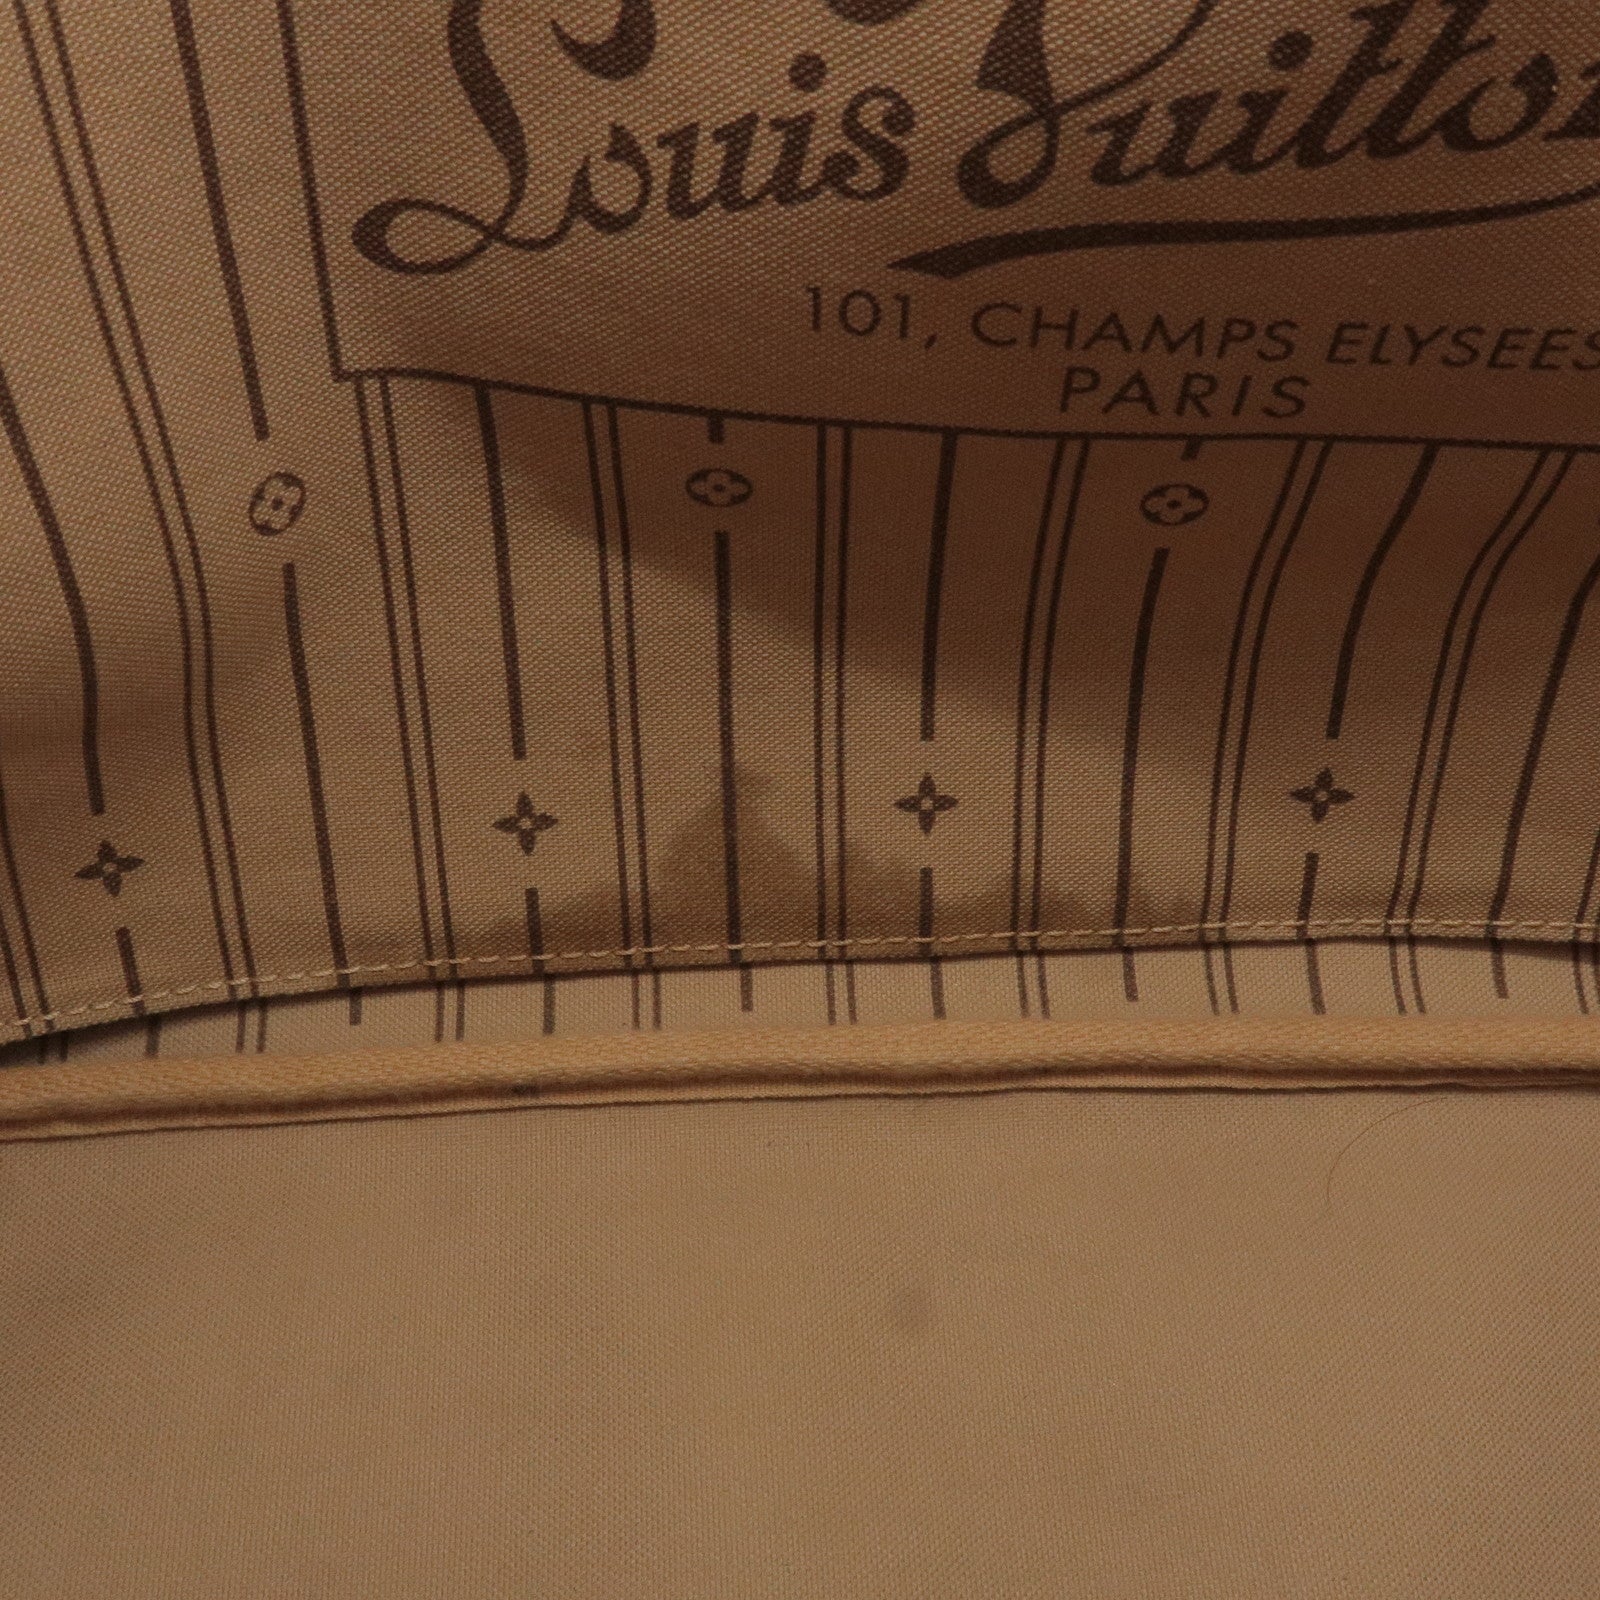 Louis Vuitton
101, CHAMPS ELYSEES
PARIS